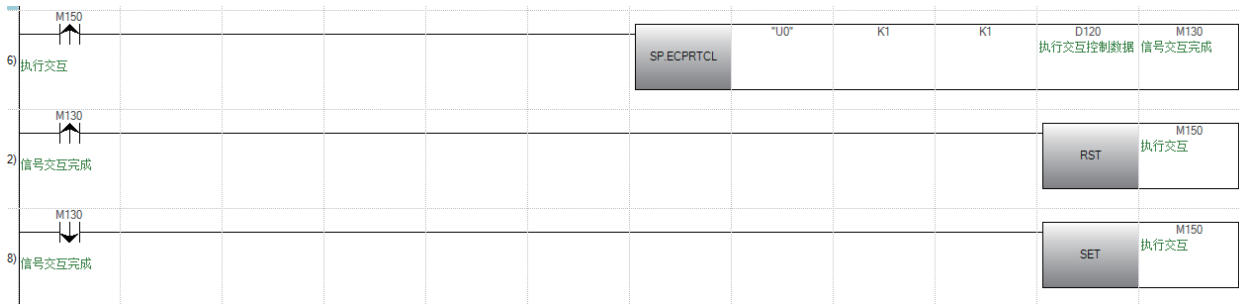 M150
SP.ECPRTCL "U0" K1 K1 D120 M130
执行交互控制数据 信号交互完成
6) 执行交互
M130
M150
2) 信号交互完成 RST 执行交互
M130
M150
8) 信号交互完成 SET 执行交互